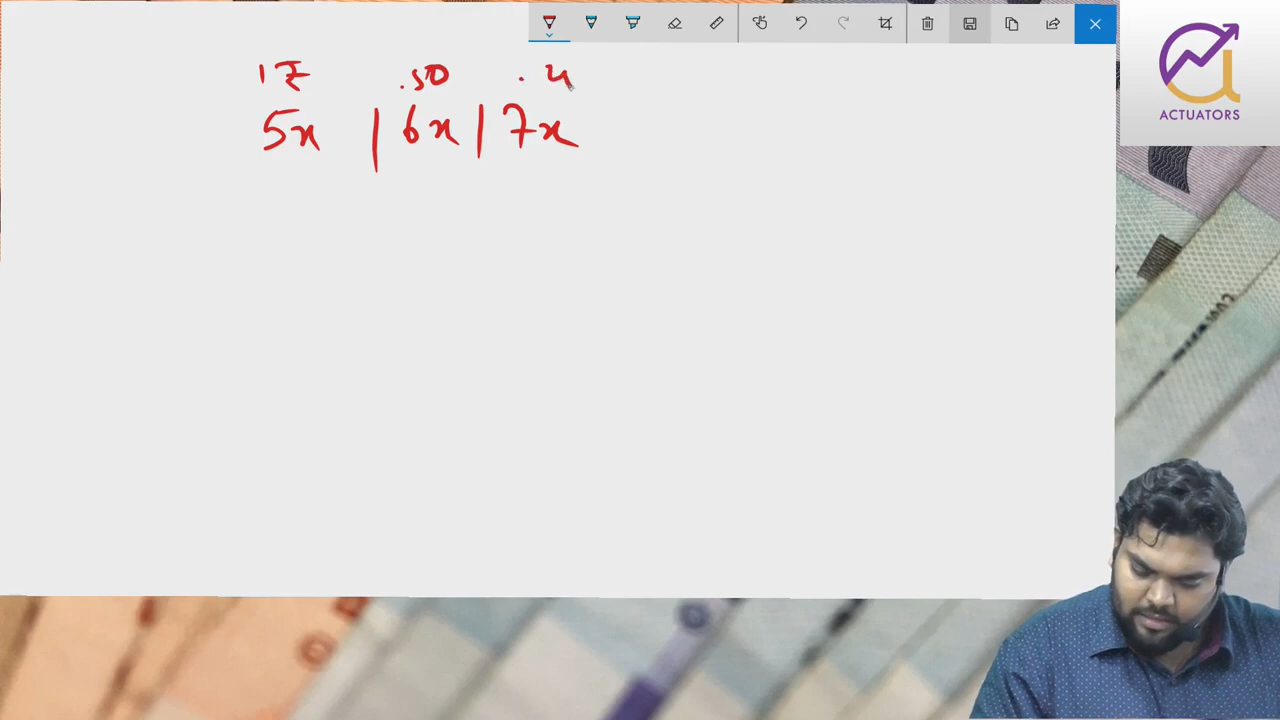 1₹ .50 .4
5x | 6x | 7x
ACTUATORS